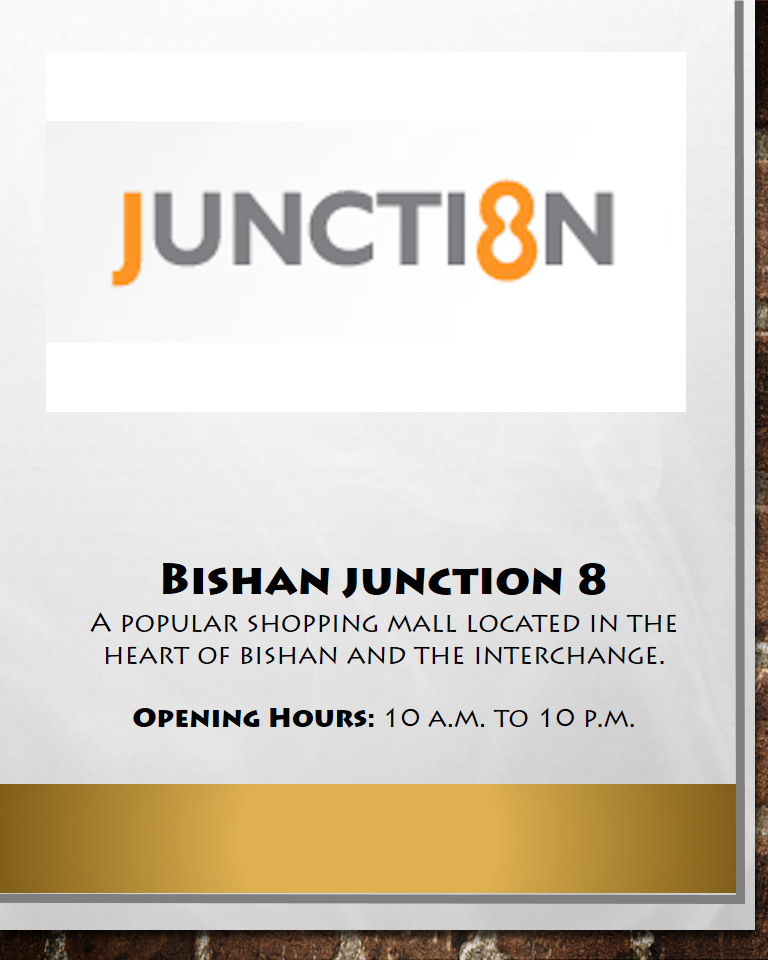 JUNCTI8N
Bishan junction 8
A popular shopping mall located in the
heart of bishan and the interchange.
Opening Hours: 10 a.m. to 10 p.m.